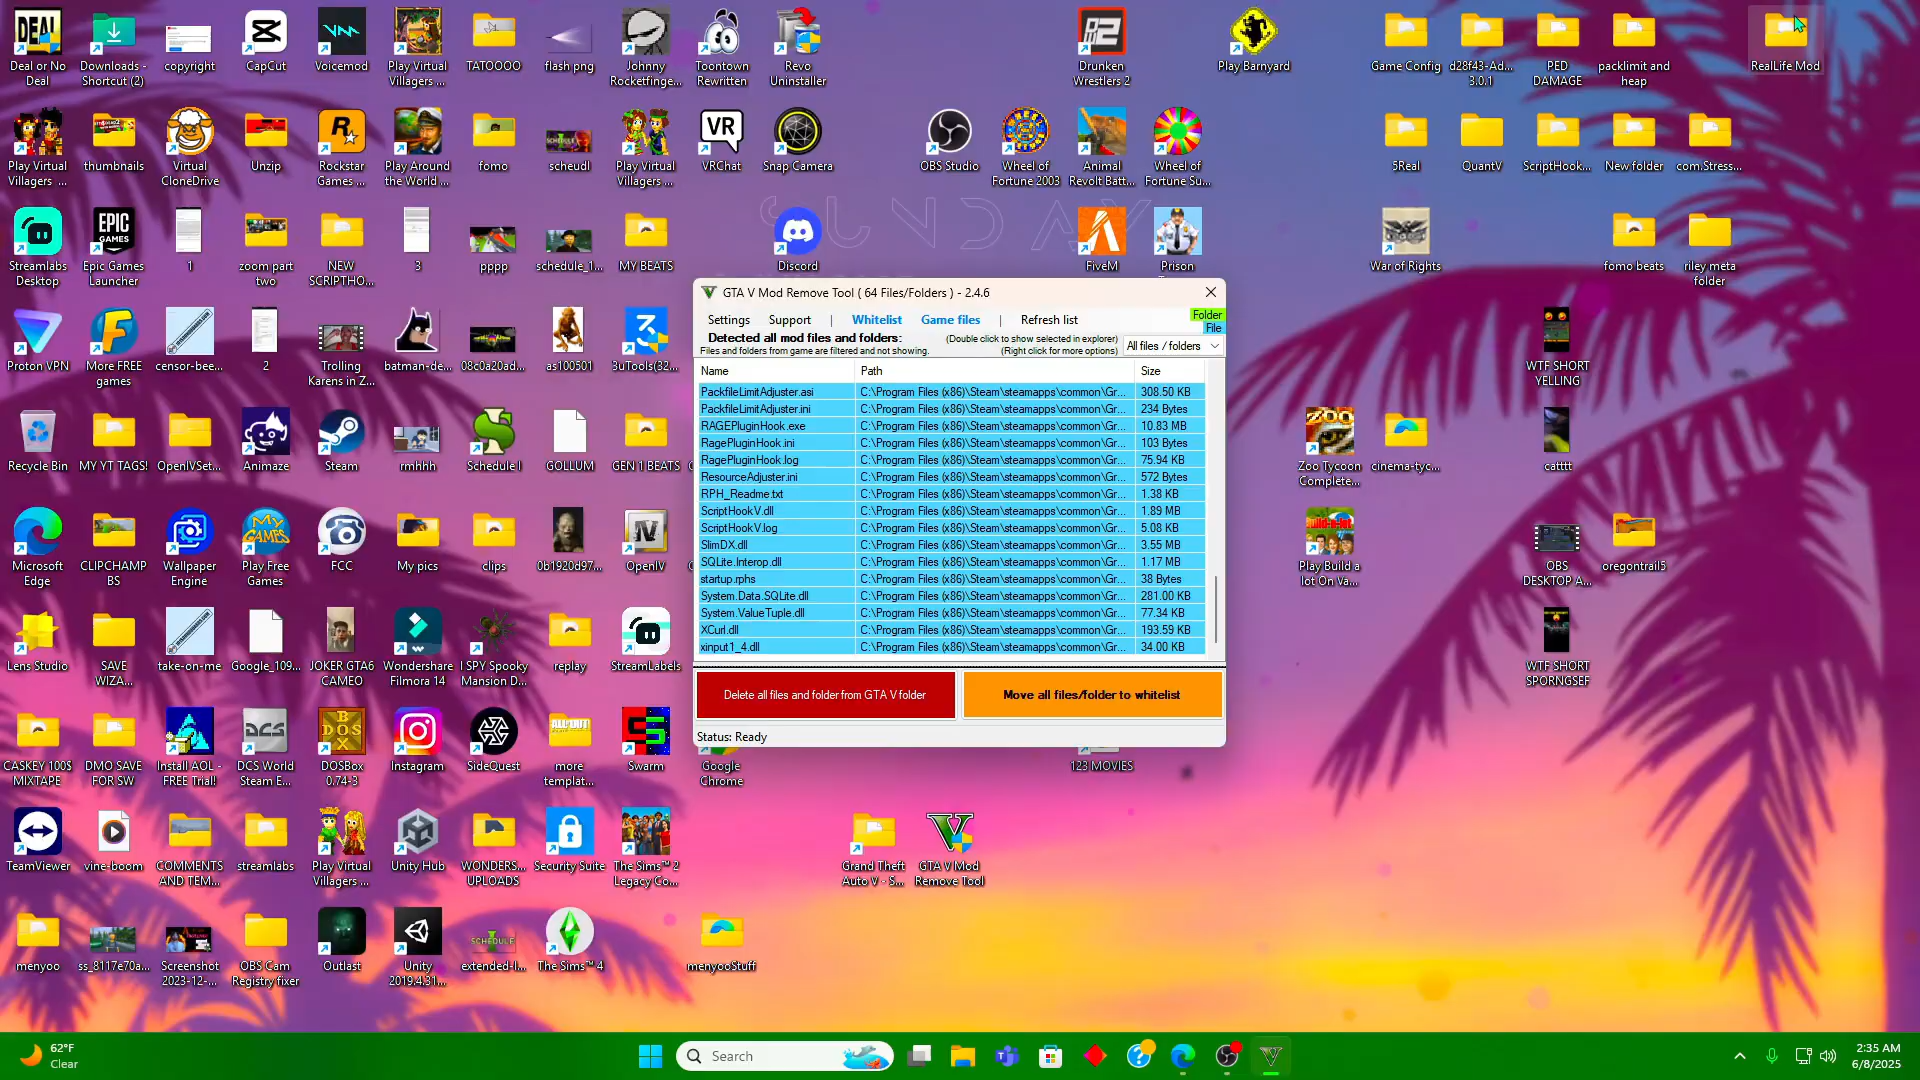 Deal or No
Deal
Downloads -
Shortcut (2)
copyright
CapCut
Voicemod
Play Virtual
Villagers ...
TATOOOO
flash png
Johnny
Rocketfinge...
Toontown
Rewritten
Revo
Uninstaller
Drunken
Wrestlers 2
Play Barnyard
Game Config
d28f43-Ad...
3.0.1
PED
DAMAGE
packlimit and
heap
RealLife Mod
Play Virtual
Villagers ...
thumbnails
Virtual
CloneDrive
Unzip
Rockstar
Games ...
Play Around
the World ...
fomo
scheudl
Play Virtual
Villagers ...
VRChat
Snap Camera
OBS Studio
Wheel of
Fortune 2003
Animal
Revolt Batt...
Wheel of
Fortune Su...
5Real
QuantV
ScriptHook...
New folder
com.Stress...
SUNDAY
Streamlabs
Desktop
Epic Games
Launcher
1
zoom part
two
NEW
SCRIPTHO...
3
pppp
schedule_1...
MY BEATS
Discord
FiveM
Prison
War of Rights
fomo beats
riley meta
folder
Proton VPN
More FREE
games
censor-bee...
2
Trolling
Karens in Z...
batman-de...
08c0a20ad...
as100501
3uTools(32...
WTF SHORT
YELLING
GTA V Mod Remove Tool ( 64 Files/Folders ) - 2.4.6
Settings Support | Whitelist Game files | Refresh list
Folder
File
Detected all mod files and folders:
(Double click to show selected in explorer)
Files and folders from game are filtered and not showing.
(Right click for more options)
All files / folders
Name Path Size
PackfileLimitAdjuster.asi C:\Program Files (x86)\Steam\steamapps\common\Gr... 308.50 KB
PackfileLimitAdjuster.ini C:\Program Files (x86)\Steam\steamapps\common\Gr... 234 Bytes
RAGEPluginHook.exe C:\Program Files (x86)\Steam\steamapps\common\Gr... 10.83 MB
RagePluginHook.ini C:\Program Files (x86)\Steam\steamapps\common\Gr... 103 Bytes
RagePluginHook.log C:\Program Files (x86)\Steam\steamapps\common\Gr... 75.94 KB
ResourceAdjuster.ini C:\Program Files (x86)\Steam\steamapps\common\Gr... 572 Bytes
RPH_Readme.txt C:\Program Files (x86)\Steam\steamapps\common\Gr... 1.38 KB
ScriptHookV.dll C:\Program Files (x86)\Steam\steamapps\common\Gr... 1.89 MB
ScriptHookV.log C:\Program Files (x86)\Steam\steamapps\common\Gr... 5.08 KB
SlimDX.dll C:\Program Files (x86)\Steam\steamapps\common\Gr... 3.55 MB
SQLite.Interop.dll C:\Program Files (x86)\Steam\steamapps\common\Gr... 1.17 MB
startup.rphs C:\Program Files (x86)\Steam\steamapps\common\Gr... 38 Bytes
System.Data.SQLite.dll C:\Program Files (x86)\Steam\steamapps\common\Gr... 281.00 KB
System.ValueTuple.dll C:\Program Files (x86)\Steam\steamapps\common\Gr... 77.34 KB
XCurl.dll C:\Program Files (x86)\Steam\steamapps\common\Gr... 193.59 KB
xinput1_4.dll C:\Program Files (x86)\Steam\steamapps\common\Gr... 34.00 KB
Delete all files and folder from GTA V folder
Move all files/folder to whitelist
Status: Ready
Recycle Bin
MY YT TAGS!
OpenIVSet...
Animaze
Steam
rmhhh
Schedule I
GOLLUM
GEN 1 BEATS
Zoo Tycoon
Complete...
cinema-tyc...
catttt
Microsoft
Edge
CLIPCHAMP
BS
Wallpaper
Engine
Play Free
Games
FCC
My pics
clips
0b1920d97...
OpenIV
Play Build a
lot On Va...
OBS
DESKTOP A...
oregontrail5
Lens Studio
SAVE
WIZA...
take-on-me
Google_109...
JOKER GTA6
CAMEO
Wondershare
Filmora 14
I SPY Spooky
Mansion D...
replay
StreamLabels
WTF SHORT
SPORNGSEF
CASKEY 100$
MIXTAPE
DMO SAVE
FOR SW
Install AOL -
FREE Trial!
DCS World
Steam E...
DOSBox
0.74-3
Instagram
SideQuest
more
templat...
Swarm
Google
Chrome
123 MOVIES
TeamViewer
vine-boom
COMMENTS
AND TEM...
streamlabs
Play Virtual
Villagers ...
Unity Hub
WONDERS...
UPLOADS
Security Suite
The Sims™ 2
Legacy Co...
Grand Theft
Auto V - S...
GTA V Mod
Remove Tool
menyoo
ss_8117e70a...
Screenshot
2023-12-...
OBS Cam
Registry fixer
Outlast
Unity
2019.4.31...
extended-l...
The Sims™ 4
menyooStuff
62°F
Clear
Search
2:35 AM
6/8/2025